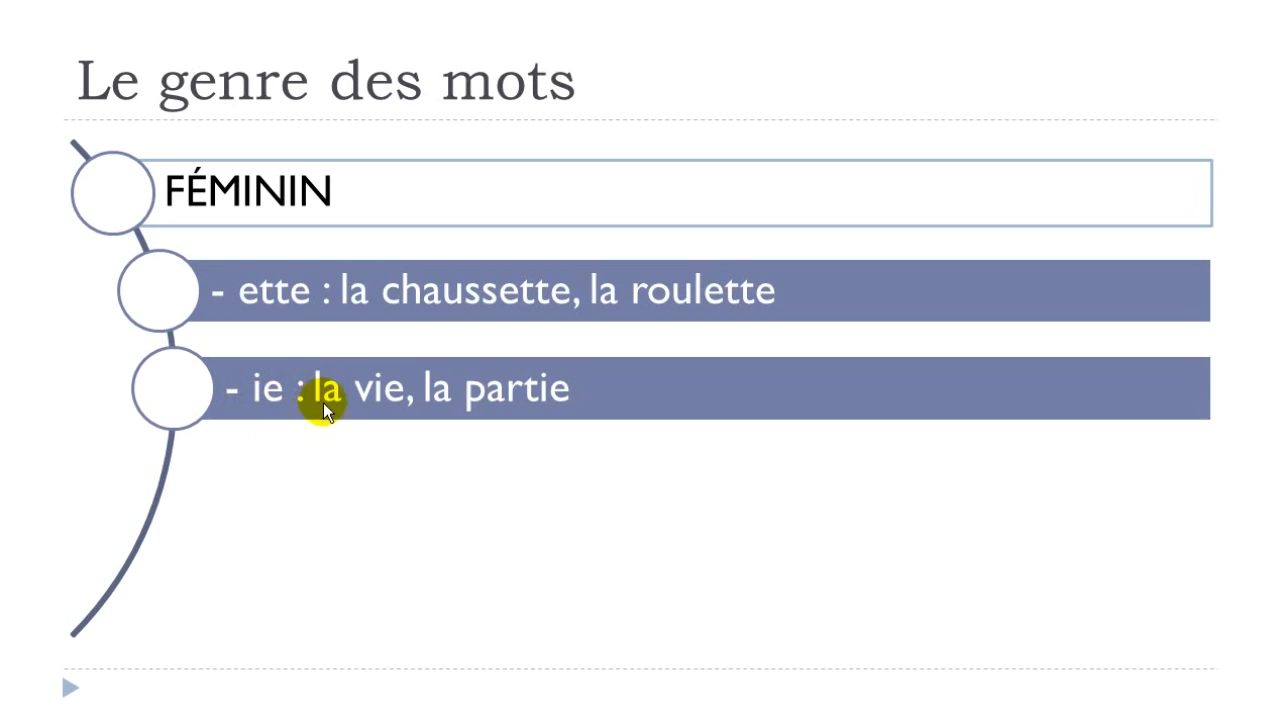 Le genre des mots
FÉMININ
- ette : la chaussette, la roulette
- ie : la vie, la partie